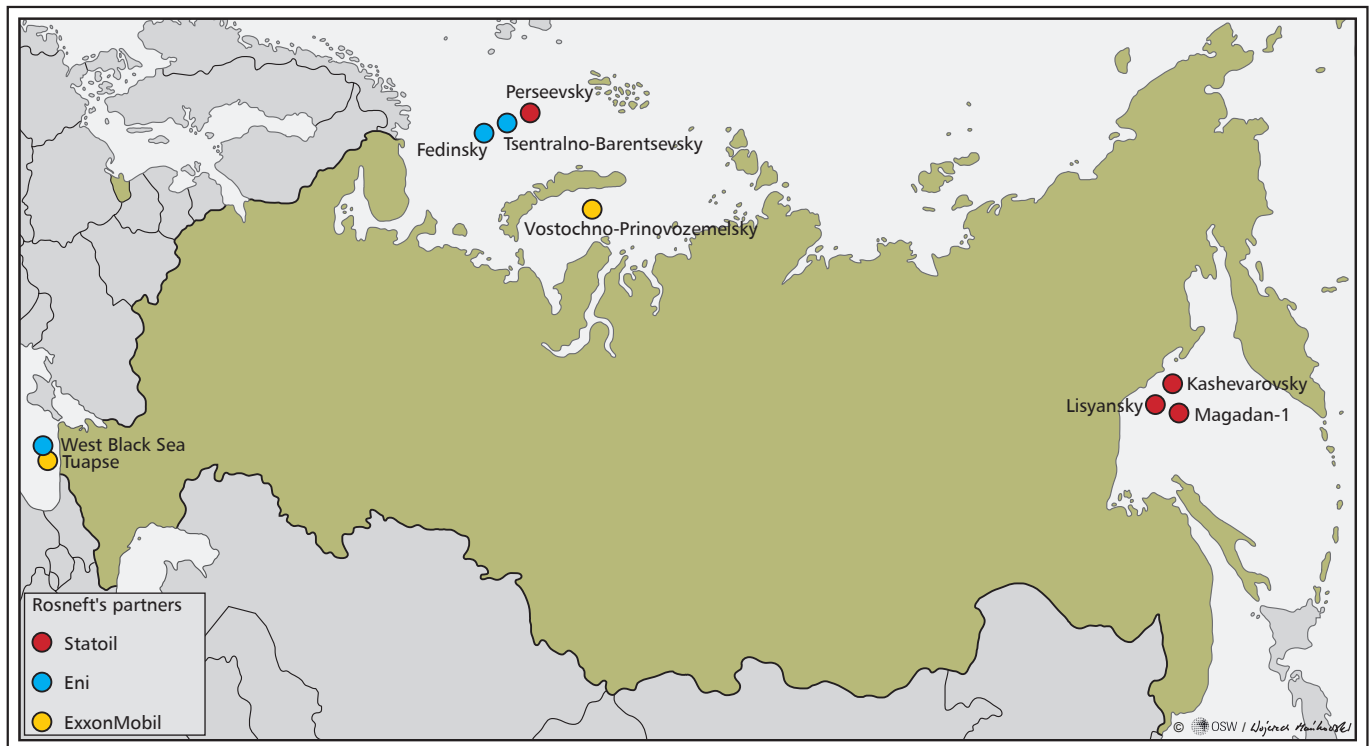 Perseevsky
Tsentralno-Barentsevsky
Fedinsky
Vostochno-Prinovozemelsky
Kashevarovsky
Lisyansky
Magadan-1
West Black Sea
Tuapse
Rosneft's partners
Statoil
Eni
ExxonMobil
© OSW /